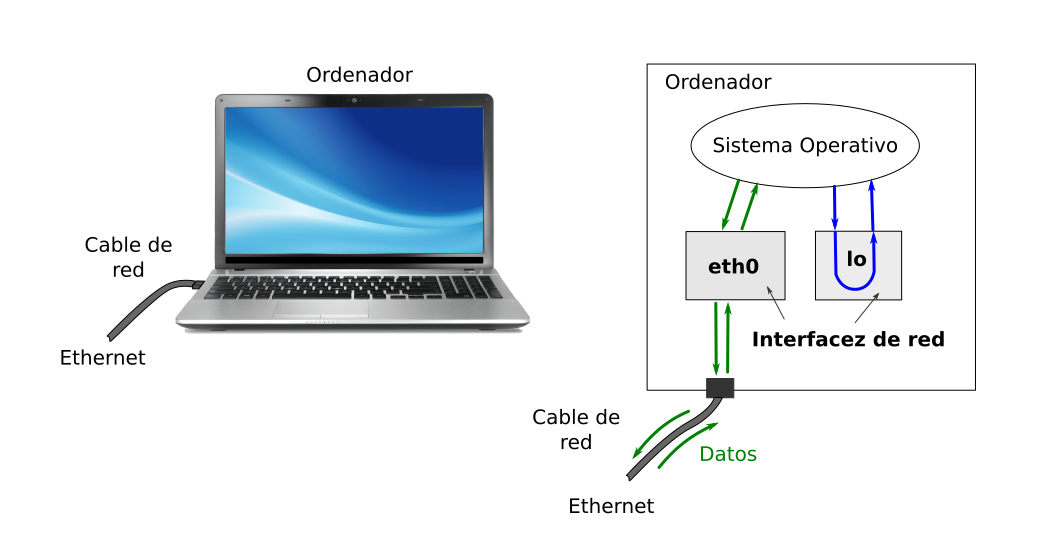 Ordenador
Cable de
red
Ethernet
Ordenador
Sistema Operativo
eth0
lo
Interfacez de red
Cable de
red
Datos
Ethernet